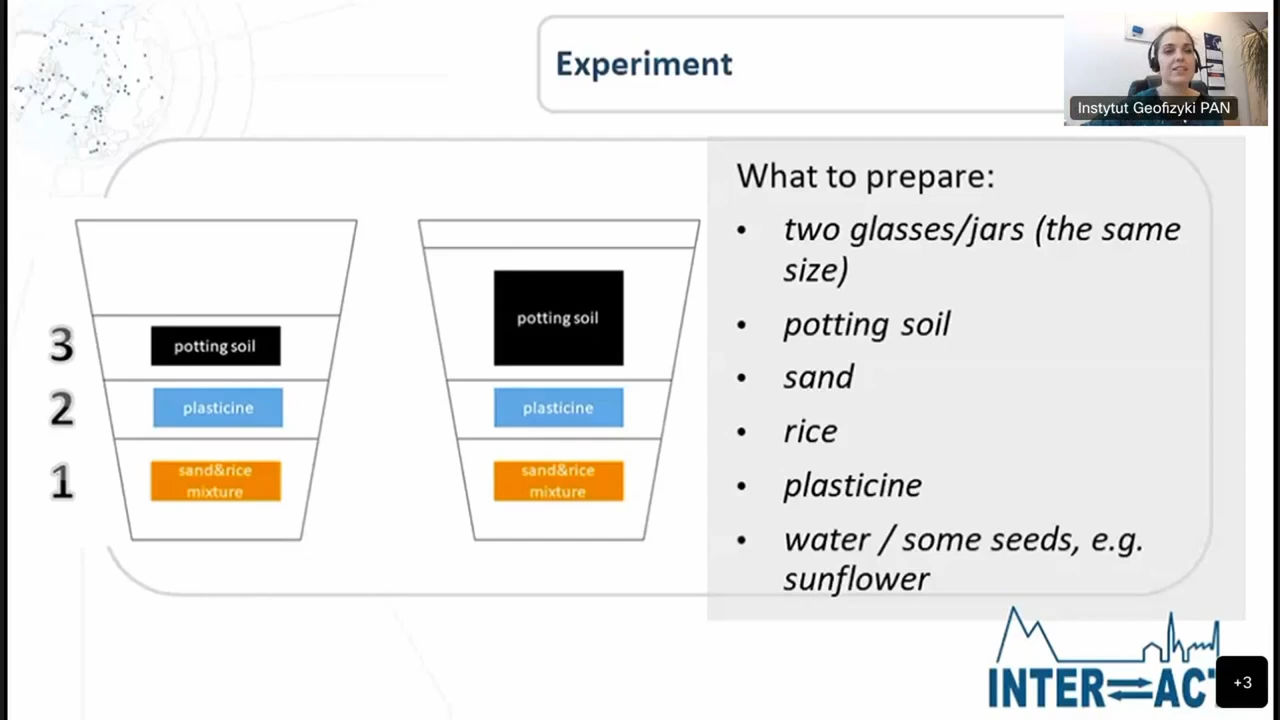 Experiment
Instytut Geofizyki PAN
What to prepare:
• two glasses/jars (the same
size)
• potting soil
• sand
• rice
• plasticine
• water / some seeds, e.g.
sunflower
3
potting soil
potting soil
2
plasticine
plasticine
1
sand&rice
mixture
sand&rice
mixture
INTER ACT
+3